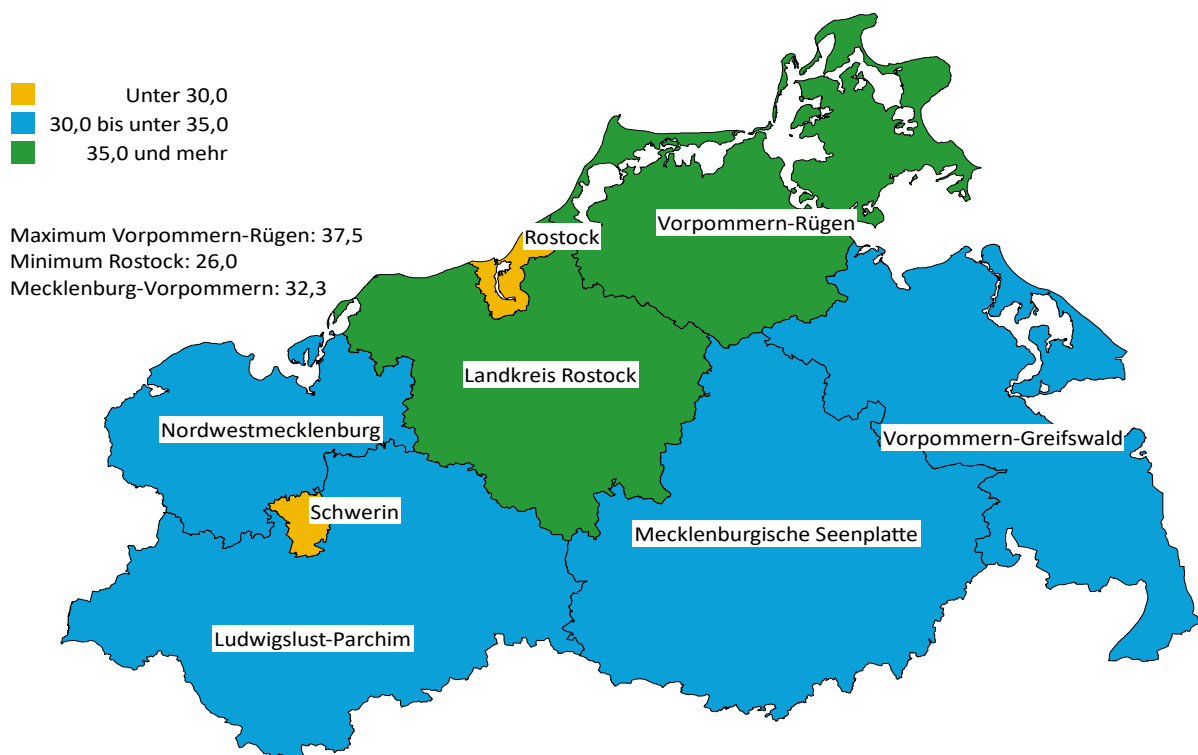 Unter 30,0
30,0 bis unter 35,0
35,0 und mehr
Maximum Vorpommern-Rügen: 37,5
Minimum Rostock: 26,0
Mecklenburg-Vorpommern: 32,3
Rostock
Vorpommern-Rügen
Landkreis Rostock
Nordwestmecklenburg
Vorpommern-Greifswald
Schwerin
Mecklenburgische Seenplatte
Ludwigslust-Parchim